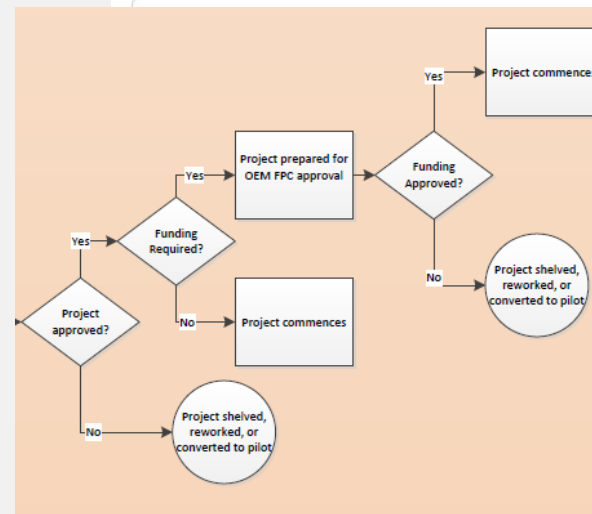 Yes
Project commences
Project prepared for
OEM FPC approval
Yes
Funding
Approved?
Yes
Funding
Required?
No
Project shelved,
reworked, or
converted to pilot
Project
approved?
No
Project commences
No
Project shelved,
reworked, or
converted to pilot